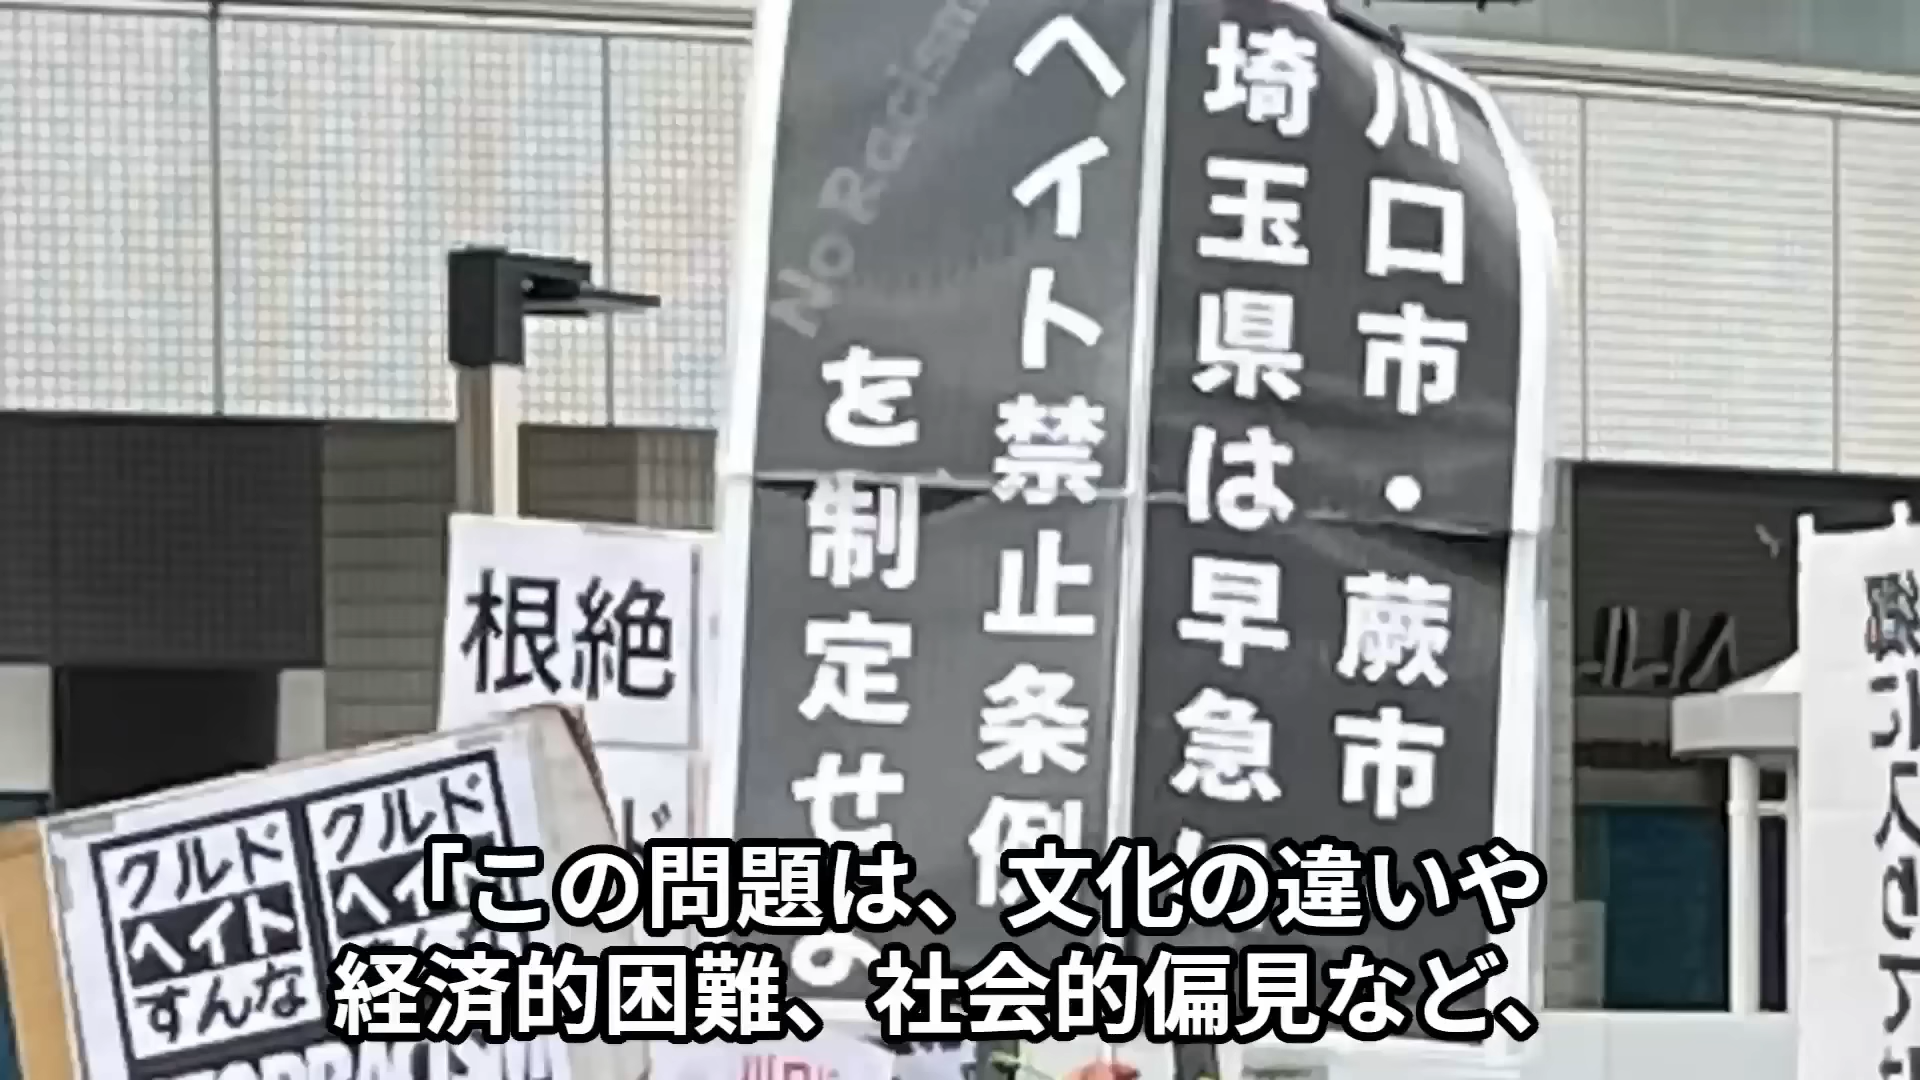 川口市・蕨市
埼玉県は早急に
ヘイト禁止条例
を制定せよ
No Racism
根絶
クルド
ヘイト
すんな
クルド
ヘイト
「この問題は、文化の違いや
経済的困難、社会的偏見など、